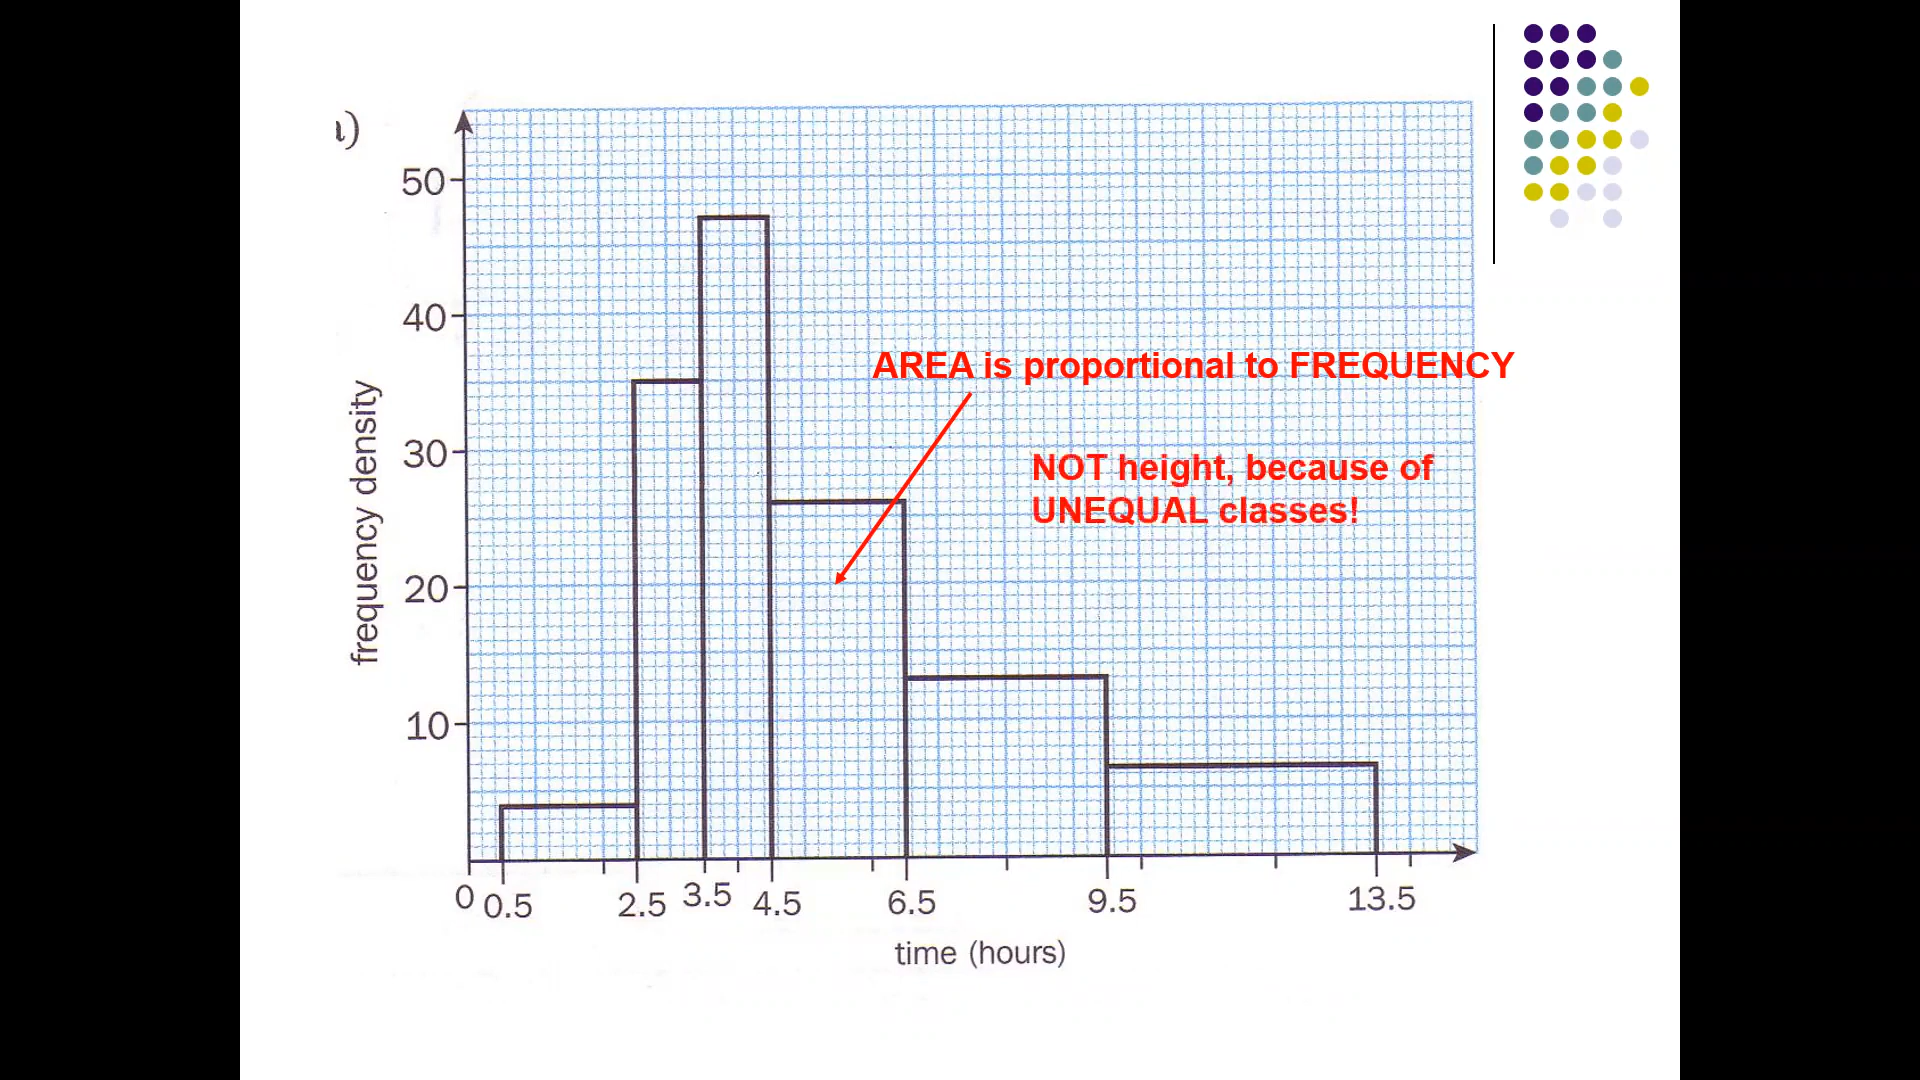 50
40
30
20
10
frequency density
AREA is proportional to FREQUENCY
NOT height, because of
UNEQUAL classes!
0 0.5 2.5 3.5 4.5 6.5 9.5 13.5
time (hours)